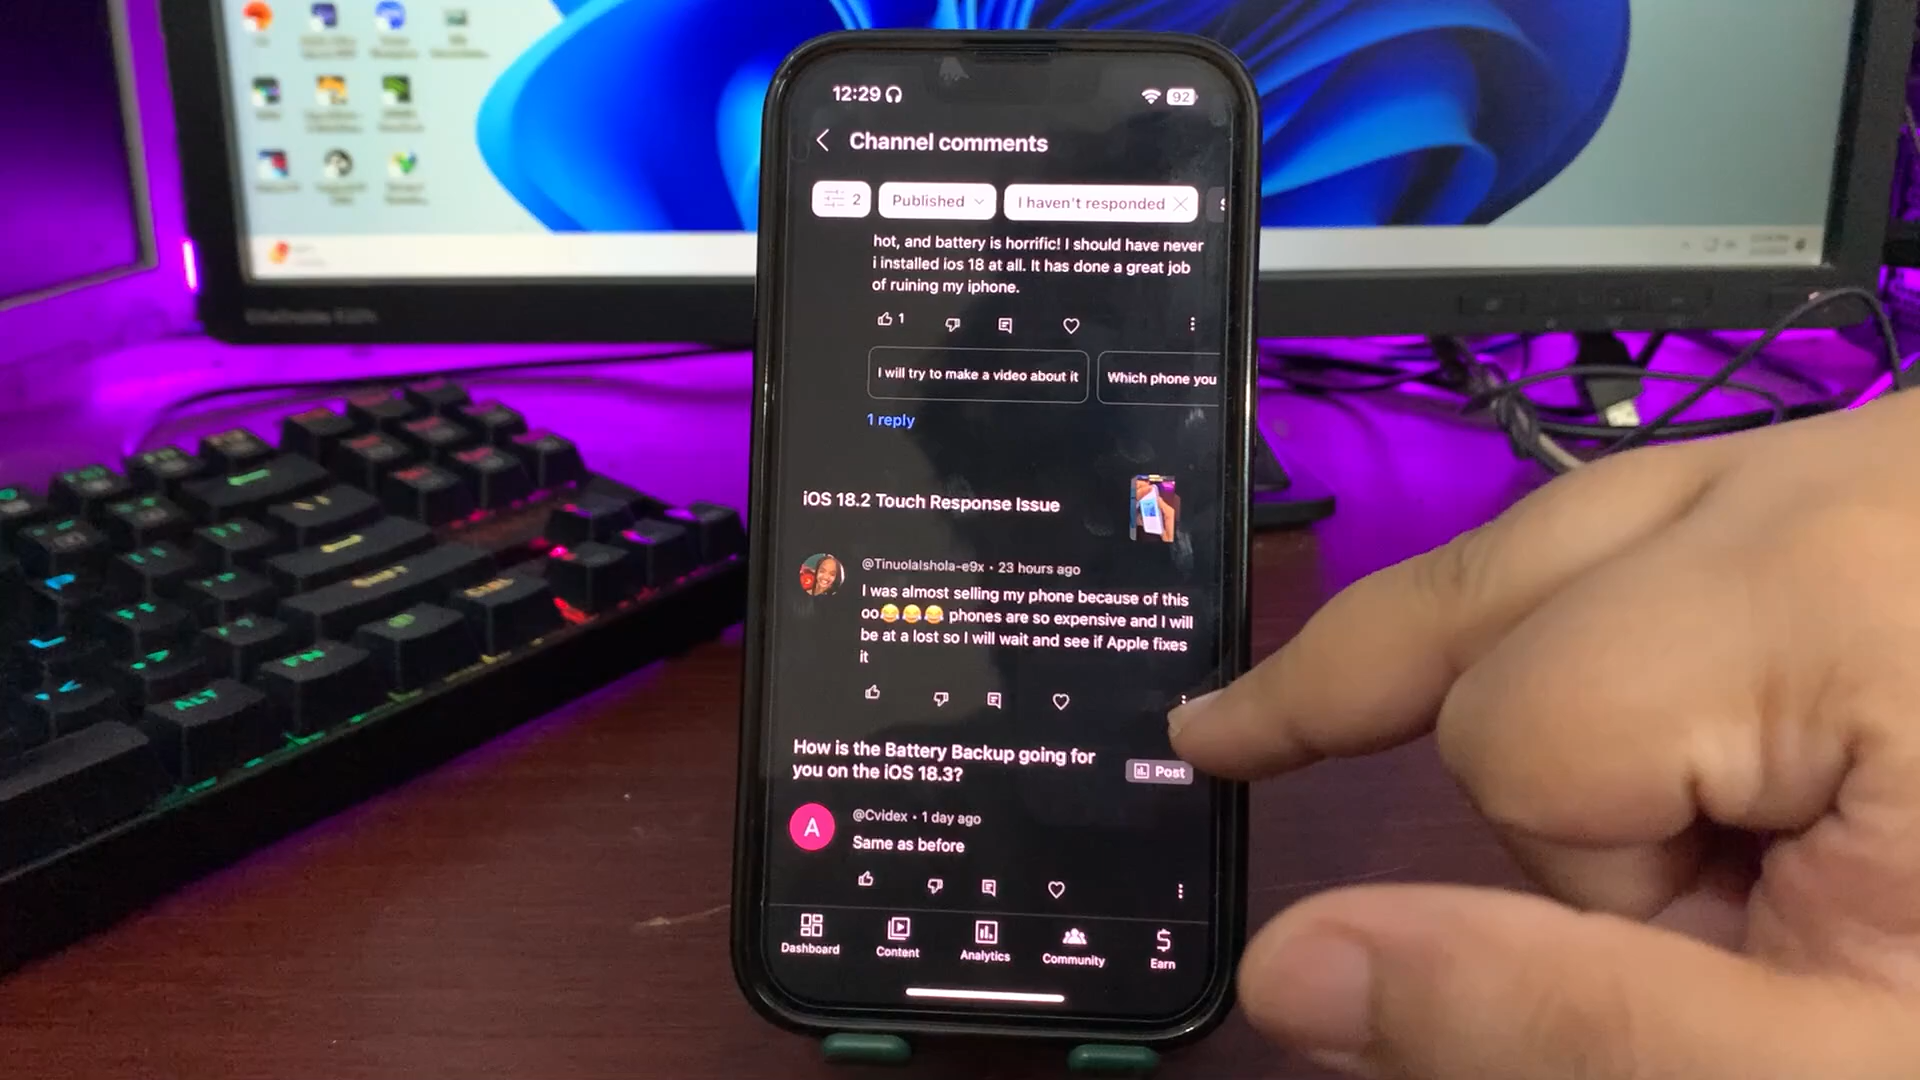 12:29
92
Channel comments
2
Published
I haven't responded
hot, and battery is horrific! I should have never
i installed ios 18 at all. It has done a great job
of ruining my iphone.
1
I will try to make a video about it
Which phone you
1 reply
iOS 18.2 Touch Response Issue
@Tinuolalshola-e9x • 23 hours ago
I was almost selling my phone because of this
oo😂😂😂 phones are so expensive and I will
be at a lost so I will wait and see if Apple fixes
it
How is the Battery Backup going for
you on the iOS 18.3?
Post
A
@Cvidex • 1 day ago
Same as before
Dashboard
Content
Analytics
Community
Earn
SHIFT
CTRL
ALT
FN